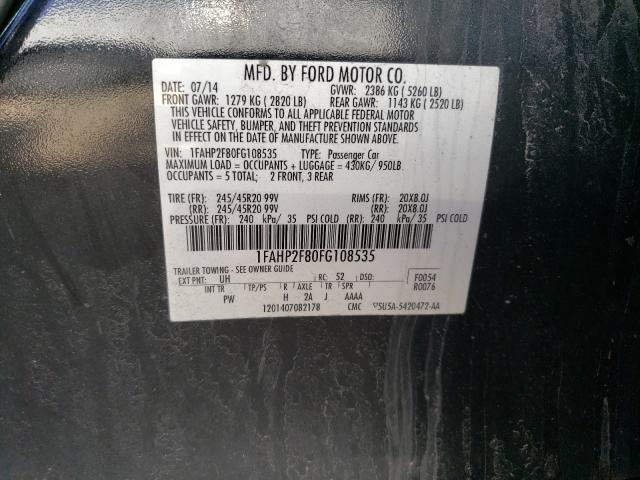 MFD. BY FORD MOTOR CO.
DATE: 07/14 GVWR: 2386 KG ( 5260 LB)
FRONT GAWR: 1279 KG ( 2820 LB) REAR GAWR: 1143 KG ( 2520 LB)
THIS VEHICLE CONFORMS TO ALL APPLICABLE FEDERAL MOTOR
VEHICLE SAFETY, BUMPER, AND THEFT PREVENTION STANDARDS
IN EFFECT ON THE DATE OF MANUFACTURE SHOWN ABOVE.
VIN: 1FAHP2F80FG108535 TYPE: Passenger Car
MAXIMUM LOAD = OCCUPANTS + LUGGAGE = 430KG/ 950LB
OCCUPANTS = 5 TOTAL; 2 FRONT, 3 REAR
TIRE (FR): 245/45R20 99V RIMS (FR): 20X8.0J
(RR): 245/45R20 99V (RR): 20X8.0J
PRESSURE (FR): 240 kPa/ 35 PSI COLD (RR): 240 kPa/ 35 PSI COLD
1FAHP2F80FG108535
TRAILER TOWING - SEE OWNER GUIDE
EXT PNT: UH RC: 52 DSO: F0054
INT TR TP/PS R AXLE TR SPR R0076
PW H 2A J AAAA
1201407082178 CMC 5U5A-5420472-AA